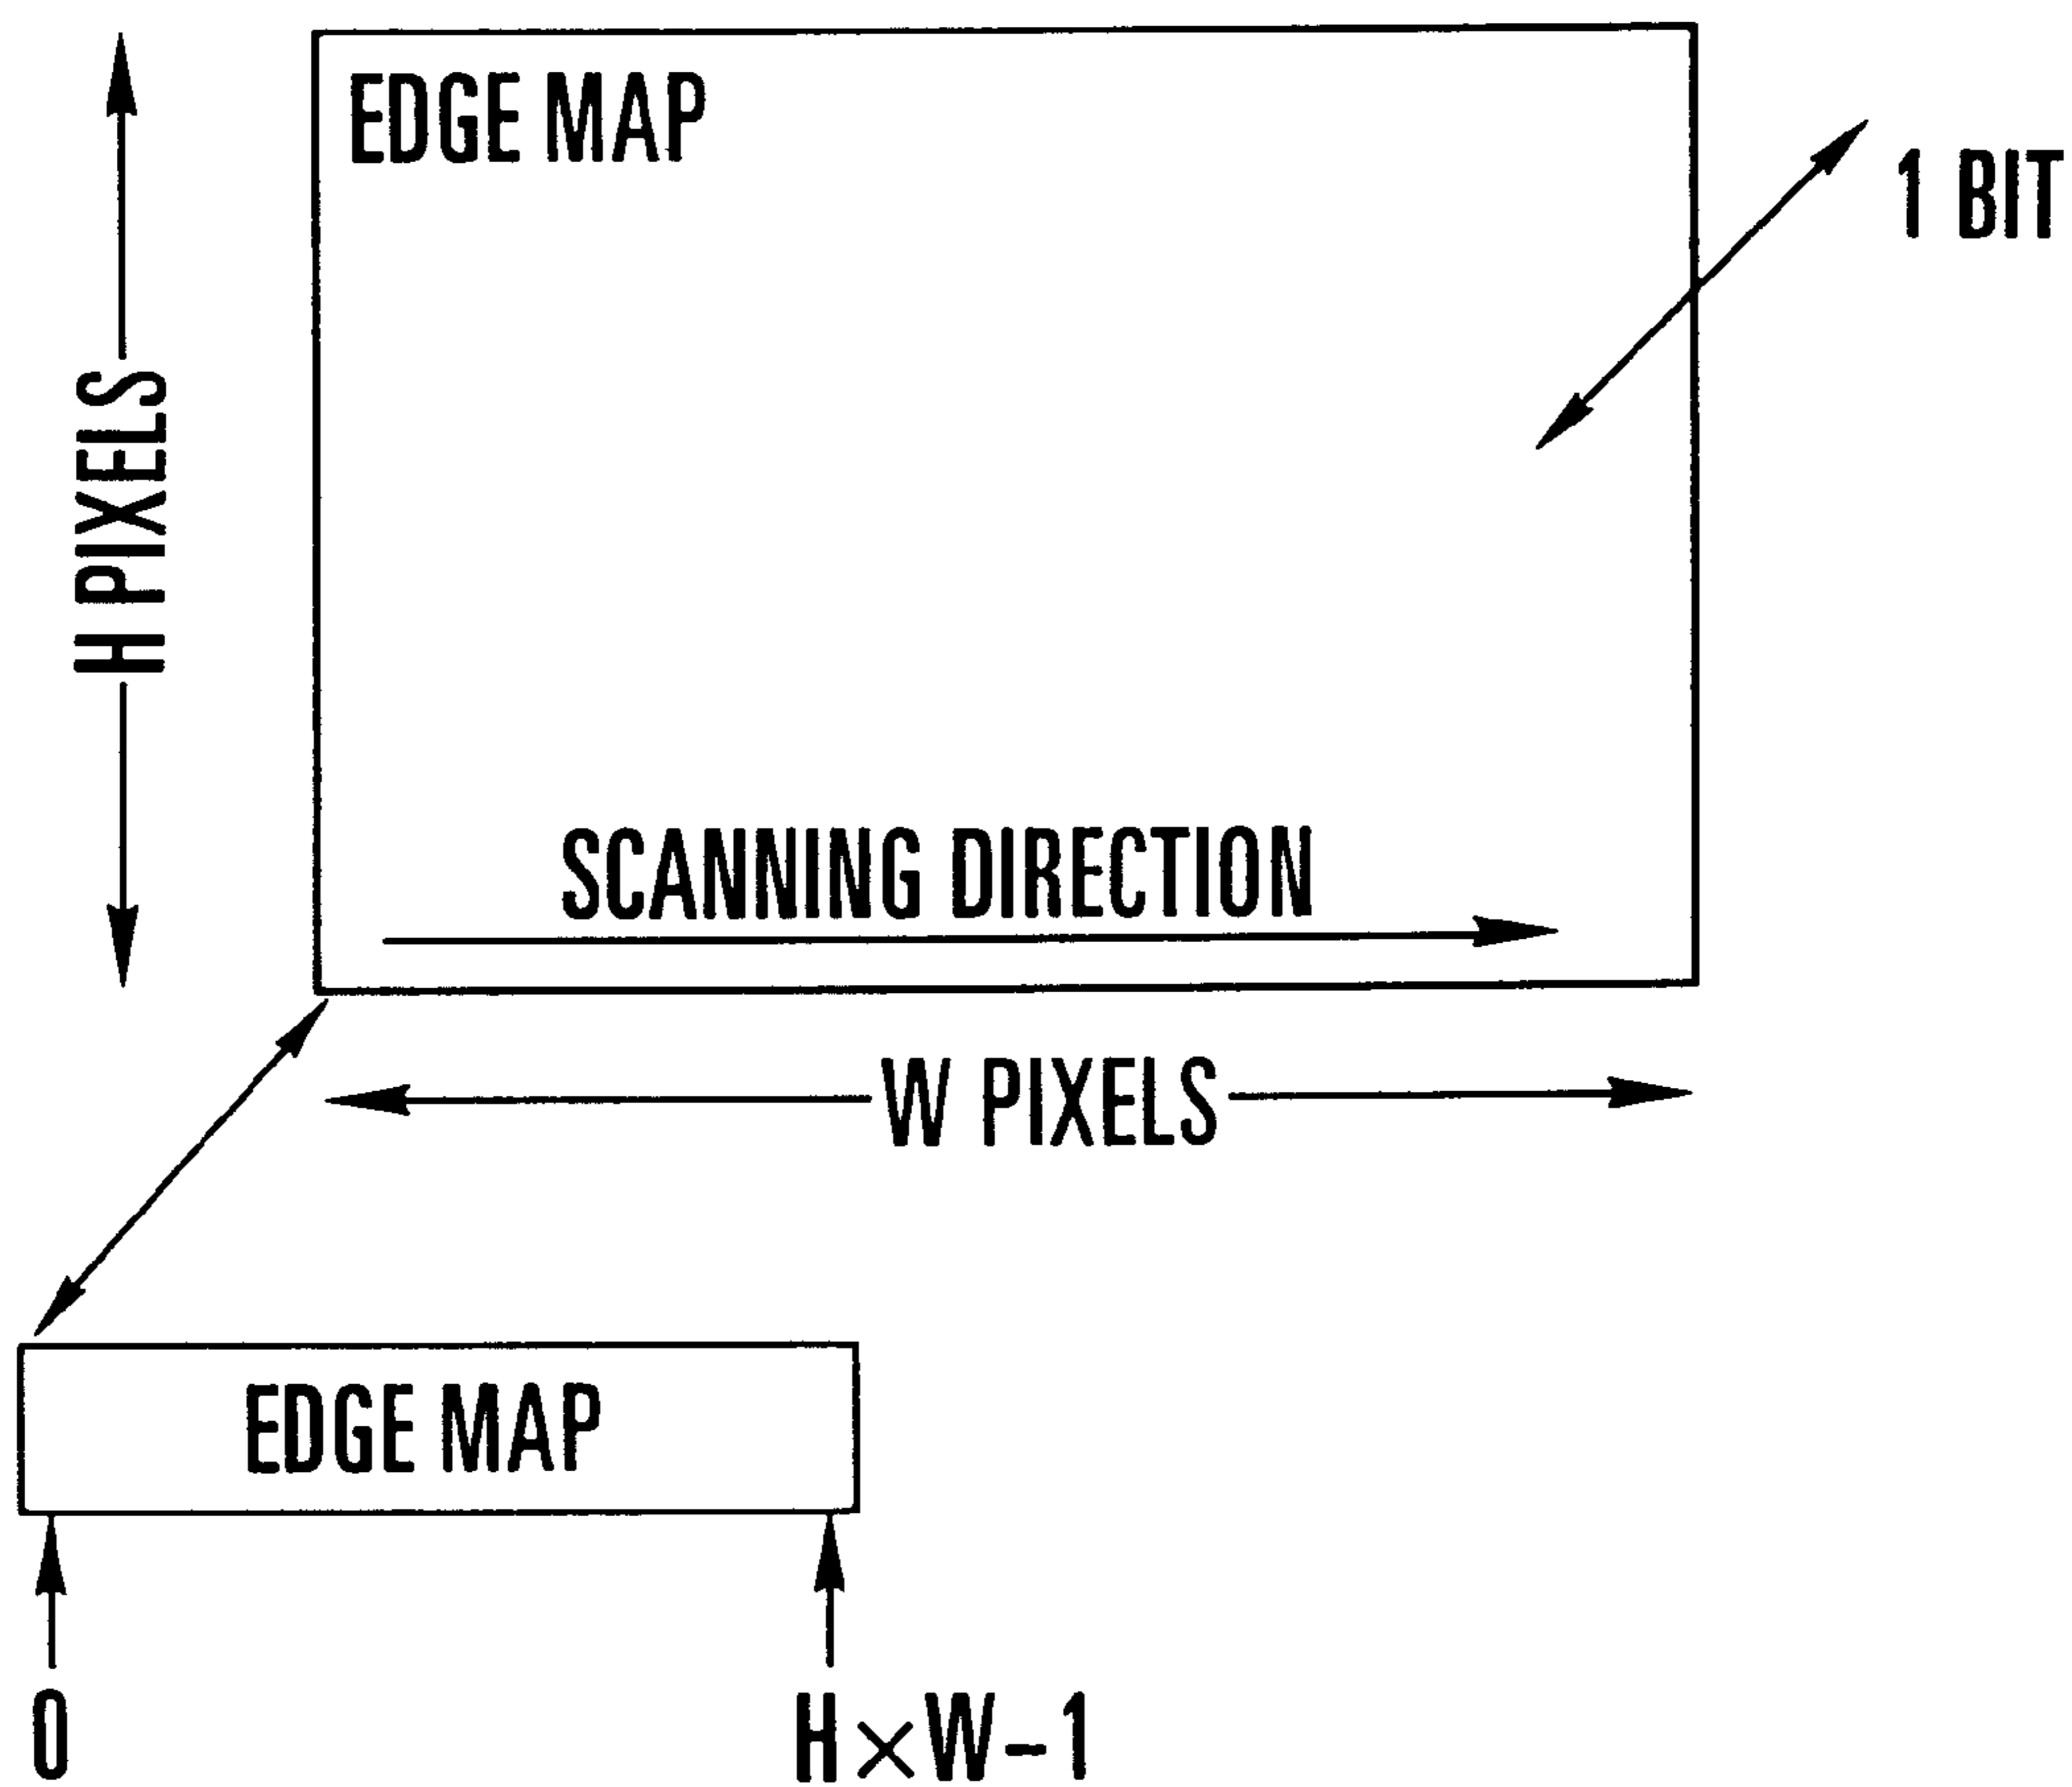 EDGE MAP
1 BIT
H PIXELS
SCANNING DIRECTION
W PIXELS
EDGE MAP
0
H×W-1